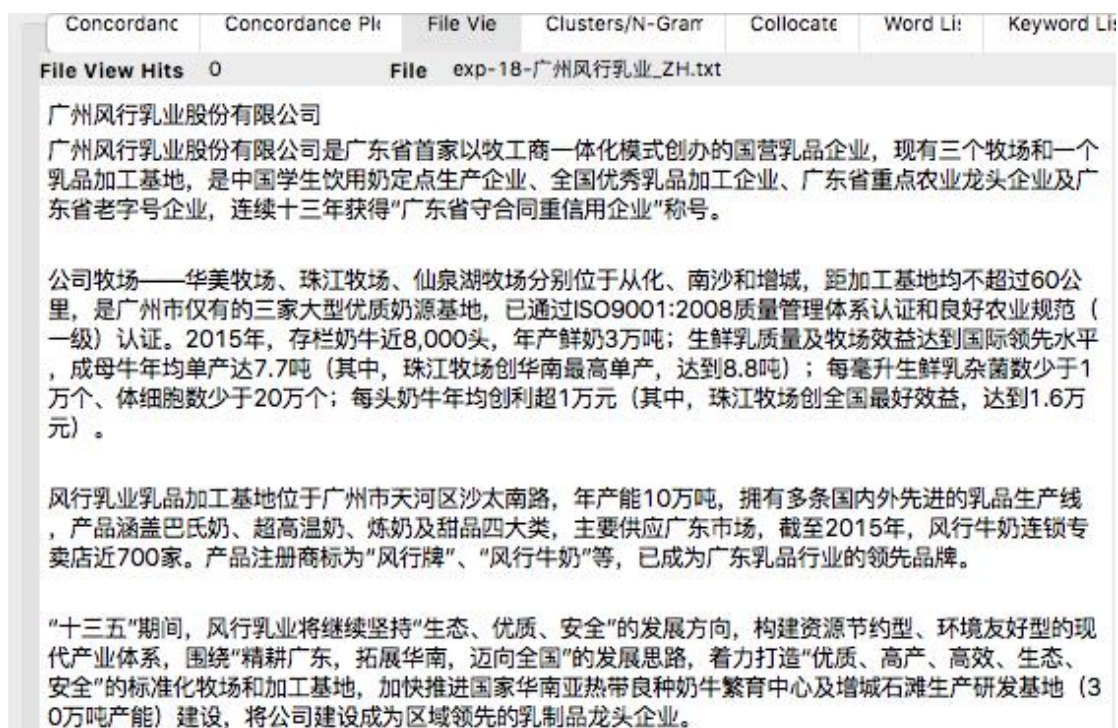 Concordanc Concordance Pl File Vie Clusters/N-Gran Collocate Word Li Keyword Li
File View Hits 0 File exp-18-广州风行乳业_ZH.txt
广州风行乳业股份有限公司
广州风行乳业股份有限公司是广东省首家以牧工商一体化模式创办的国营乳品企业，现有三个牧场和一个
乳品加工基地，是中国学生饮用奶定点生产企业、全国优秀乳品加工企业、广东省重点农业龙头企业及广
东省老字号企业，连续十三年获得“广东省守合同重信用企业”称号。
公司牧场——华美牧场、珠江牧场、仙泉湖牧场分别位于从化、南沙和增城，距加工基地均不超过60公
里，是广州市仅有的三家大型优质奶源基地，已通过ISO9001:2008质量管理体系认证和良好农业规范（
一级）认证。2015年，存栏奶牛近8,000头，年产鲜奶3万吨；生鲜乳质量及牧场效益达到国际领先水平
，成母牛年均单产达7.7吨（其中，珠江牧场创华南最高单产，达到8.8吨）；每毫升生鲜乳杂菌数少于1
万个、体细胞数少于20万个；每头奶牛年均创利超1万元（其中，珠江牧场创全国最好效益，达到1.6万
元）。
风行乳业乳品加工基地位于广州市天河区沙太南路，年产能10万吨，拥有多条国内外先进的乳品生产线
，产品涵盖巴氏奶、超高温奶、炼奶及甜品四大类，主要供应广东市场，截至2015年，风行牛奶连锁专
卖店近700家。产品注册商标为“风行牌”、“风行牛奶”等，已成为广东乳品行业的领先品牌。
“十三五”期间，风行乳业将继续坚持“生态、优质、安全”的发展方向，构建资源节约型、环境友好型的现
代产业体系，围绕“精耕广东，拓展华南，迈向全国”的发展思路，着力打造“优质、高产、高效、生态、
安全”的标准化牧场和加工基地，加快推进国家华南亚热带良种奶牛繁育中心及增城石滩生产研发基地（3
0万吨产能）建设，将公司建设成为区域领先的乳制品龙头企业。